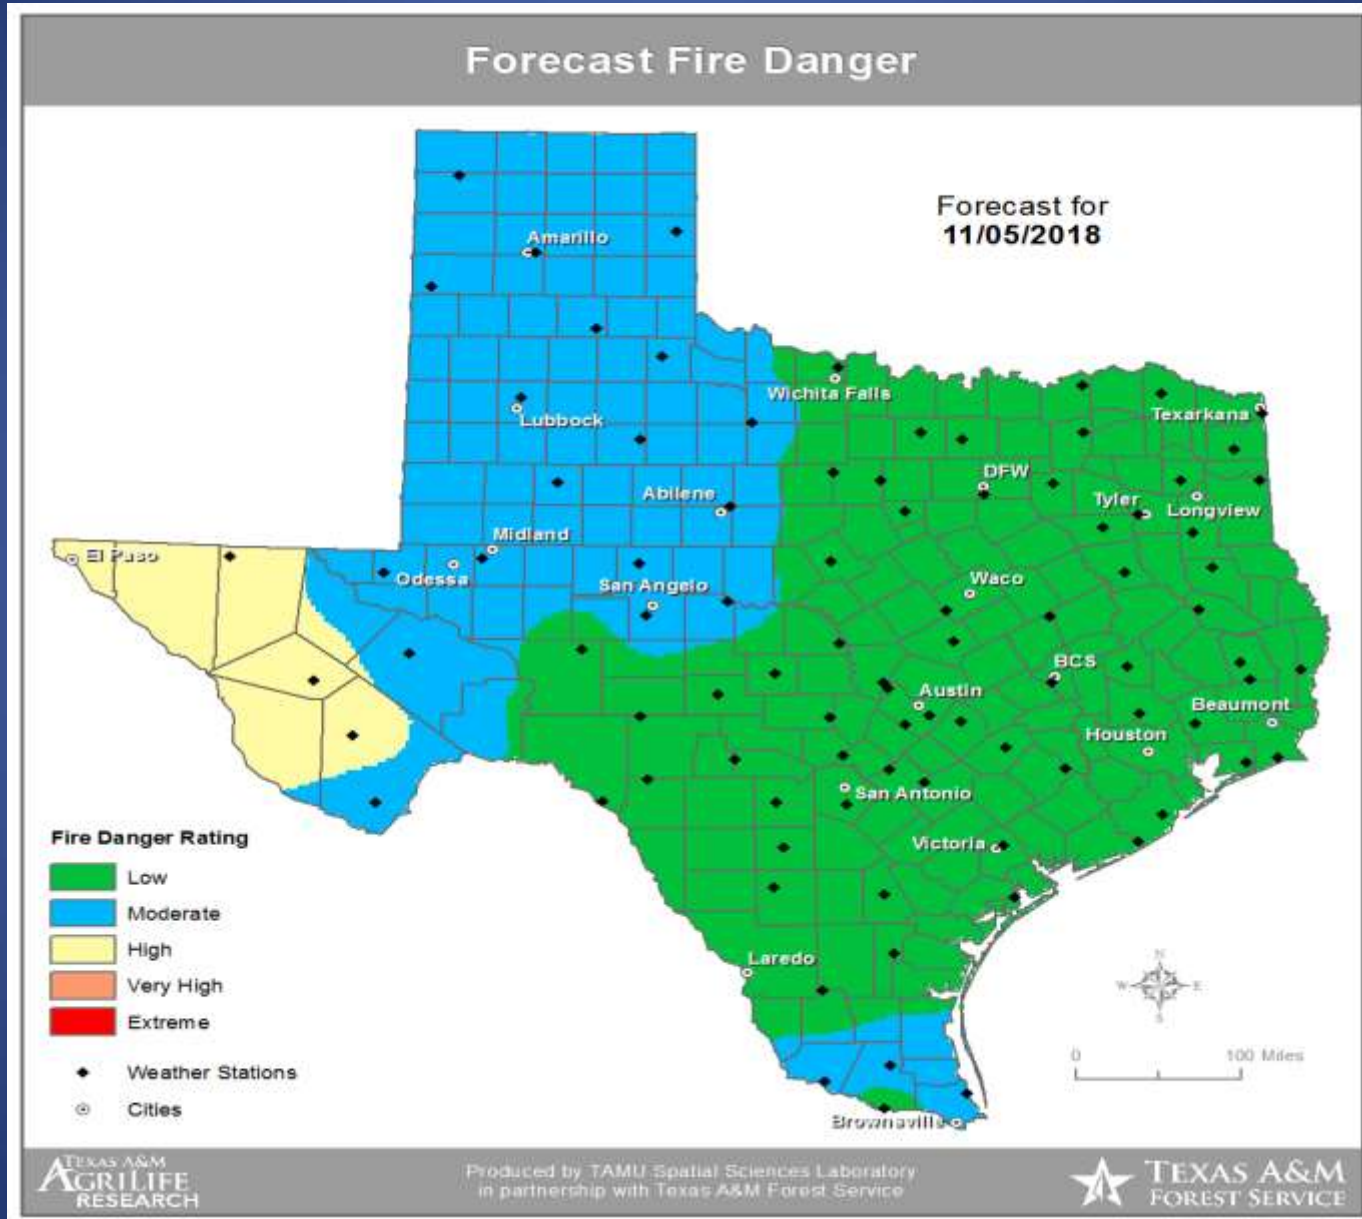 Forecast Fire Danger
Forecast for
11/05/2018
Amarillo
Wichita Falls
Lubbock
Texarkana
DFW
Abilene
Tyler
Longview
Midland
El Paso
Odessa
San Angelo
Waco
BCS
Austin
Beaumont
Houston
San Antonio
Victoria
Laredo
Brownsville
Fire Danger Rating
Low
Moderate
High
Very High
Extreme
Weather Stations
Cities
N
W E
S
0 100 Miles
TEXAS A&M
AGRILIFE
RESEARCH
Produced by TAMU Spatial Sciences Laboratory
in partnership with Texas A&M Forest Service
TEXAS A&M
FOREST SERVICE